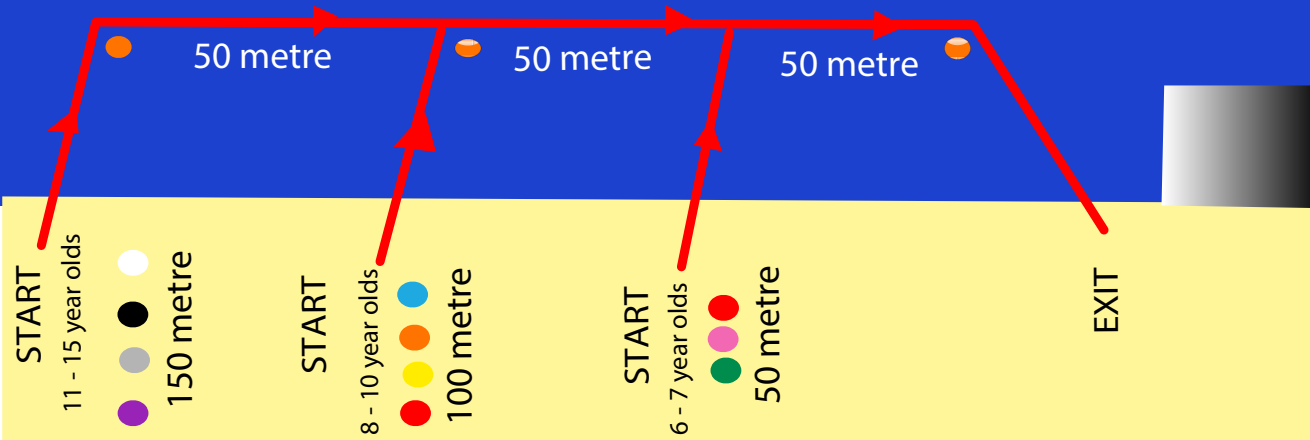 50 metre
50 metre
50 metre
START
11 - 15 year olds
150 metre
START
8 - 10 year olds
100 metre
START
6 - 7 year olds
50 metre
EXIT